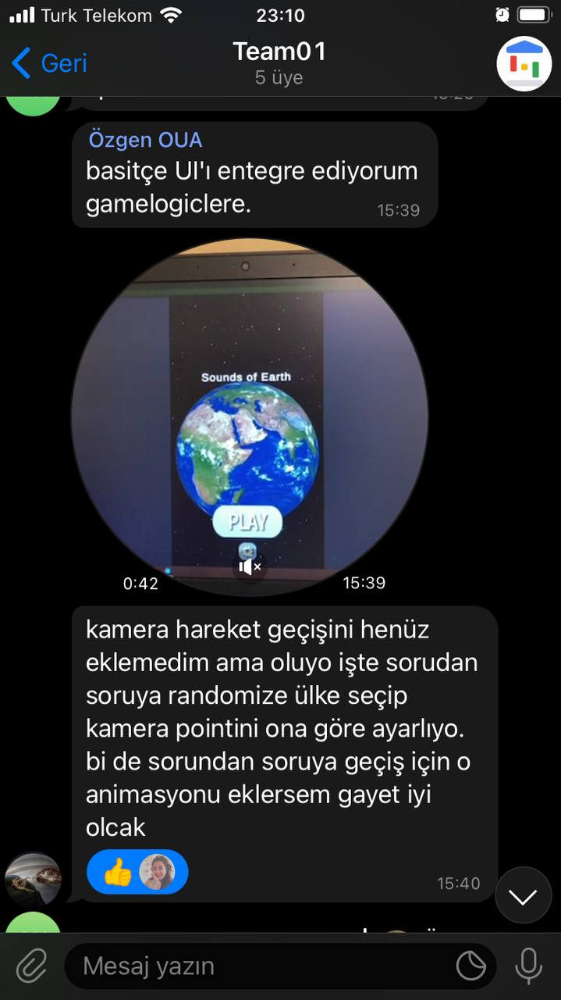 Turk Telekom
23:10
Geri
Team01
5 üye
Özgen OUA
basitçe UI'ı entegre ediyorum
gamelogiclere.
15:39
Sounds of Earth
PLAY
0:42
15:39
kamera hareket geçişini henüz
eklemedim ama oluyo işte sorudan
soruya randomize ülke seçip
kamera pointini ona göre ayarlıyo.
bi de sorundan soruya geçiş için o
animasyonu eklersem gayet iyi
olcak
15:40
Mesaj yazın